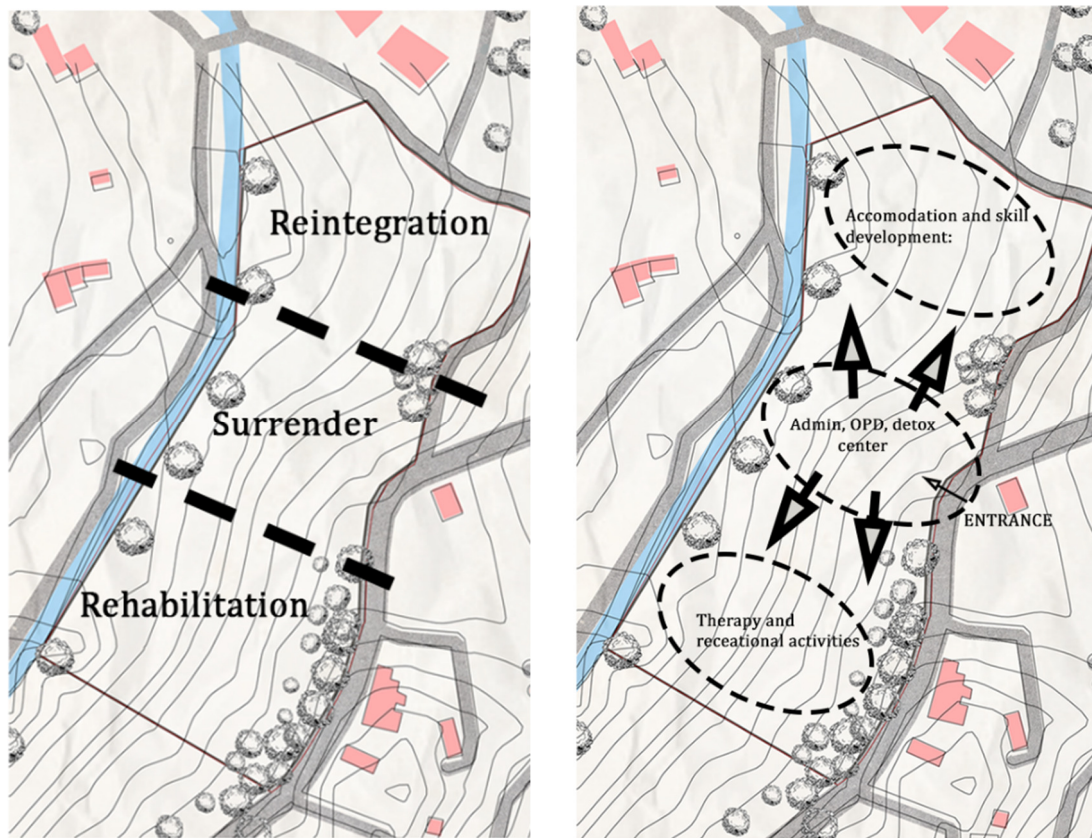 Reintegration
Surrender
Rehabilitation
Accomodation and skill
development:
Admin, OPD, detox
center
ENTRANCE
Therapy and
receational activities